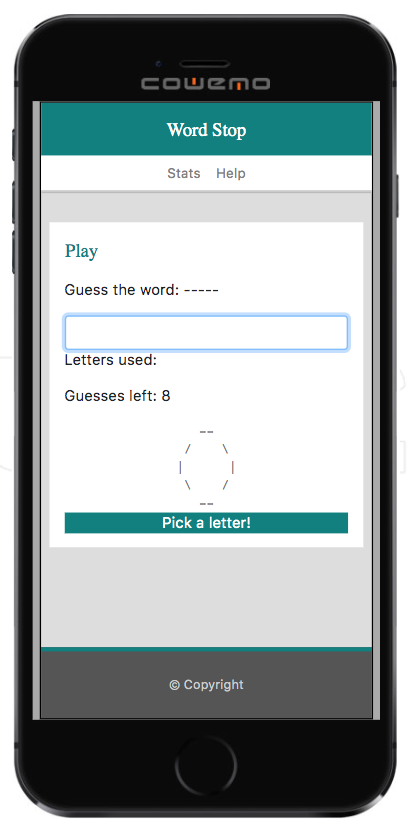 cowemo
Word Stop
Stats Help
Play
Guess the word: -----
Letters used:
Guesses left: 8
--
/ \
| |
\ /
--
Pick a letter!
© Copyright